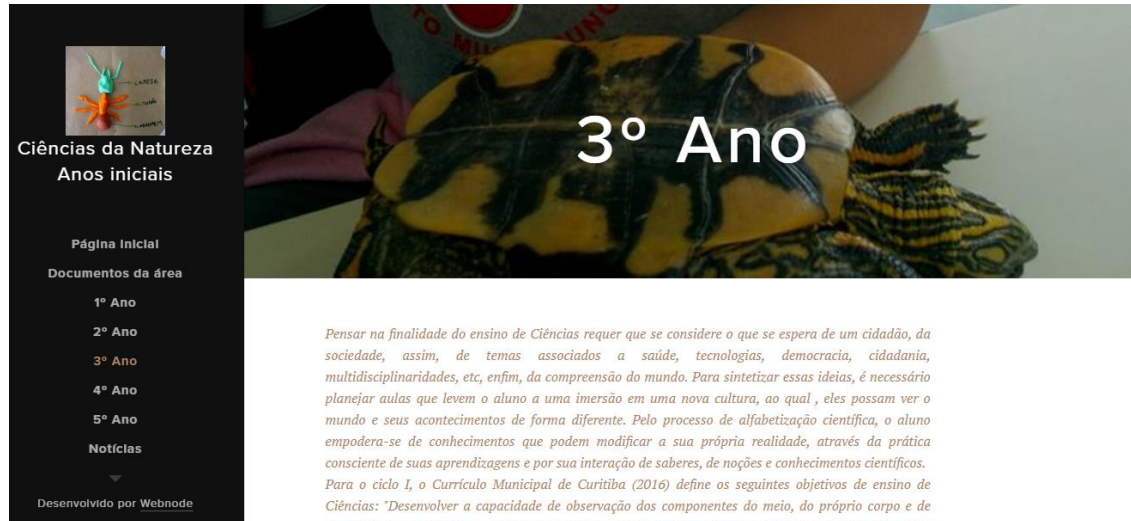 CABEÇA
Ciências da Natureza
Anos iniciais
Página inicial
Documentos da área
1º Ano
2º Ano
3º Ano
4º Ano
5º Ano
Notícias
Desenvolvido por Webnode
3º Ano
Pensar na finalidade do ensino de Ciências requer que se considere o que se espera de um cidadão, da
sociedade, assim, de temas associados a saúde, tecnologias, democracia, cidadania,
multidisciplinaridades, etc, enfim, da compreensão do mundo. Para sintetizar essas ideias, é necessário
planejar aulas que levem o aluno a uma imersão em uma nova cultura, ao qual , eles possam ver o
mundo e seus acontecimentos de forma diferente. Pelo processo de alfabetização científica, o aluno
empodera-se de conhecimentos que podem modificar a sua própria realidade, através da prática
consciente de suas aprendizagens e por sua interação de saberes, de noções e conhecimentos científicos.
Para o ciclo I, o Currículo Municipal de Curitiba (2016) define os seguintes objetivos de ensino de
Ciências: "Desenvolver a capacidade de observação dos componentes do meio, do próprio corpo e de